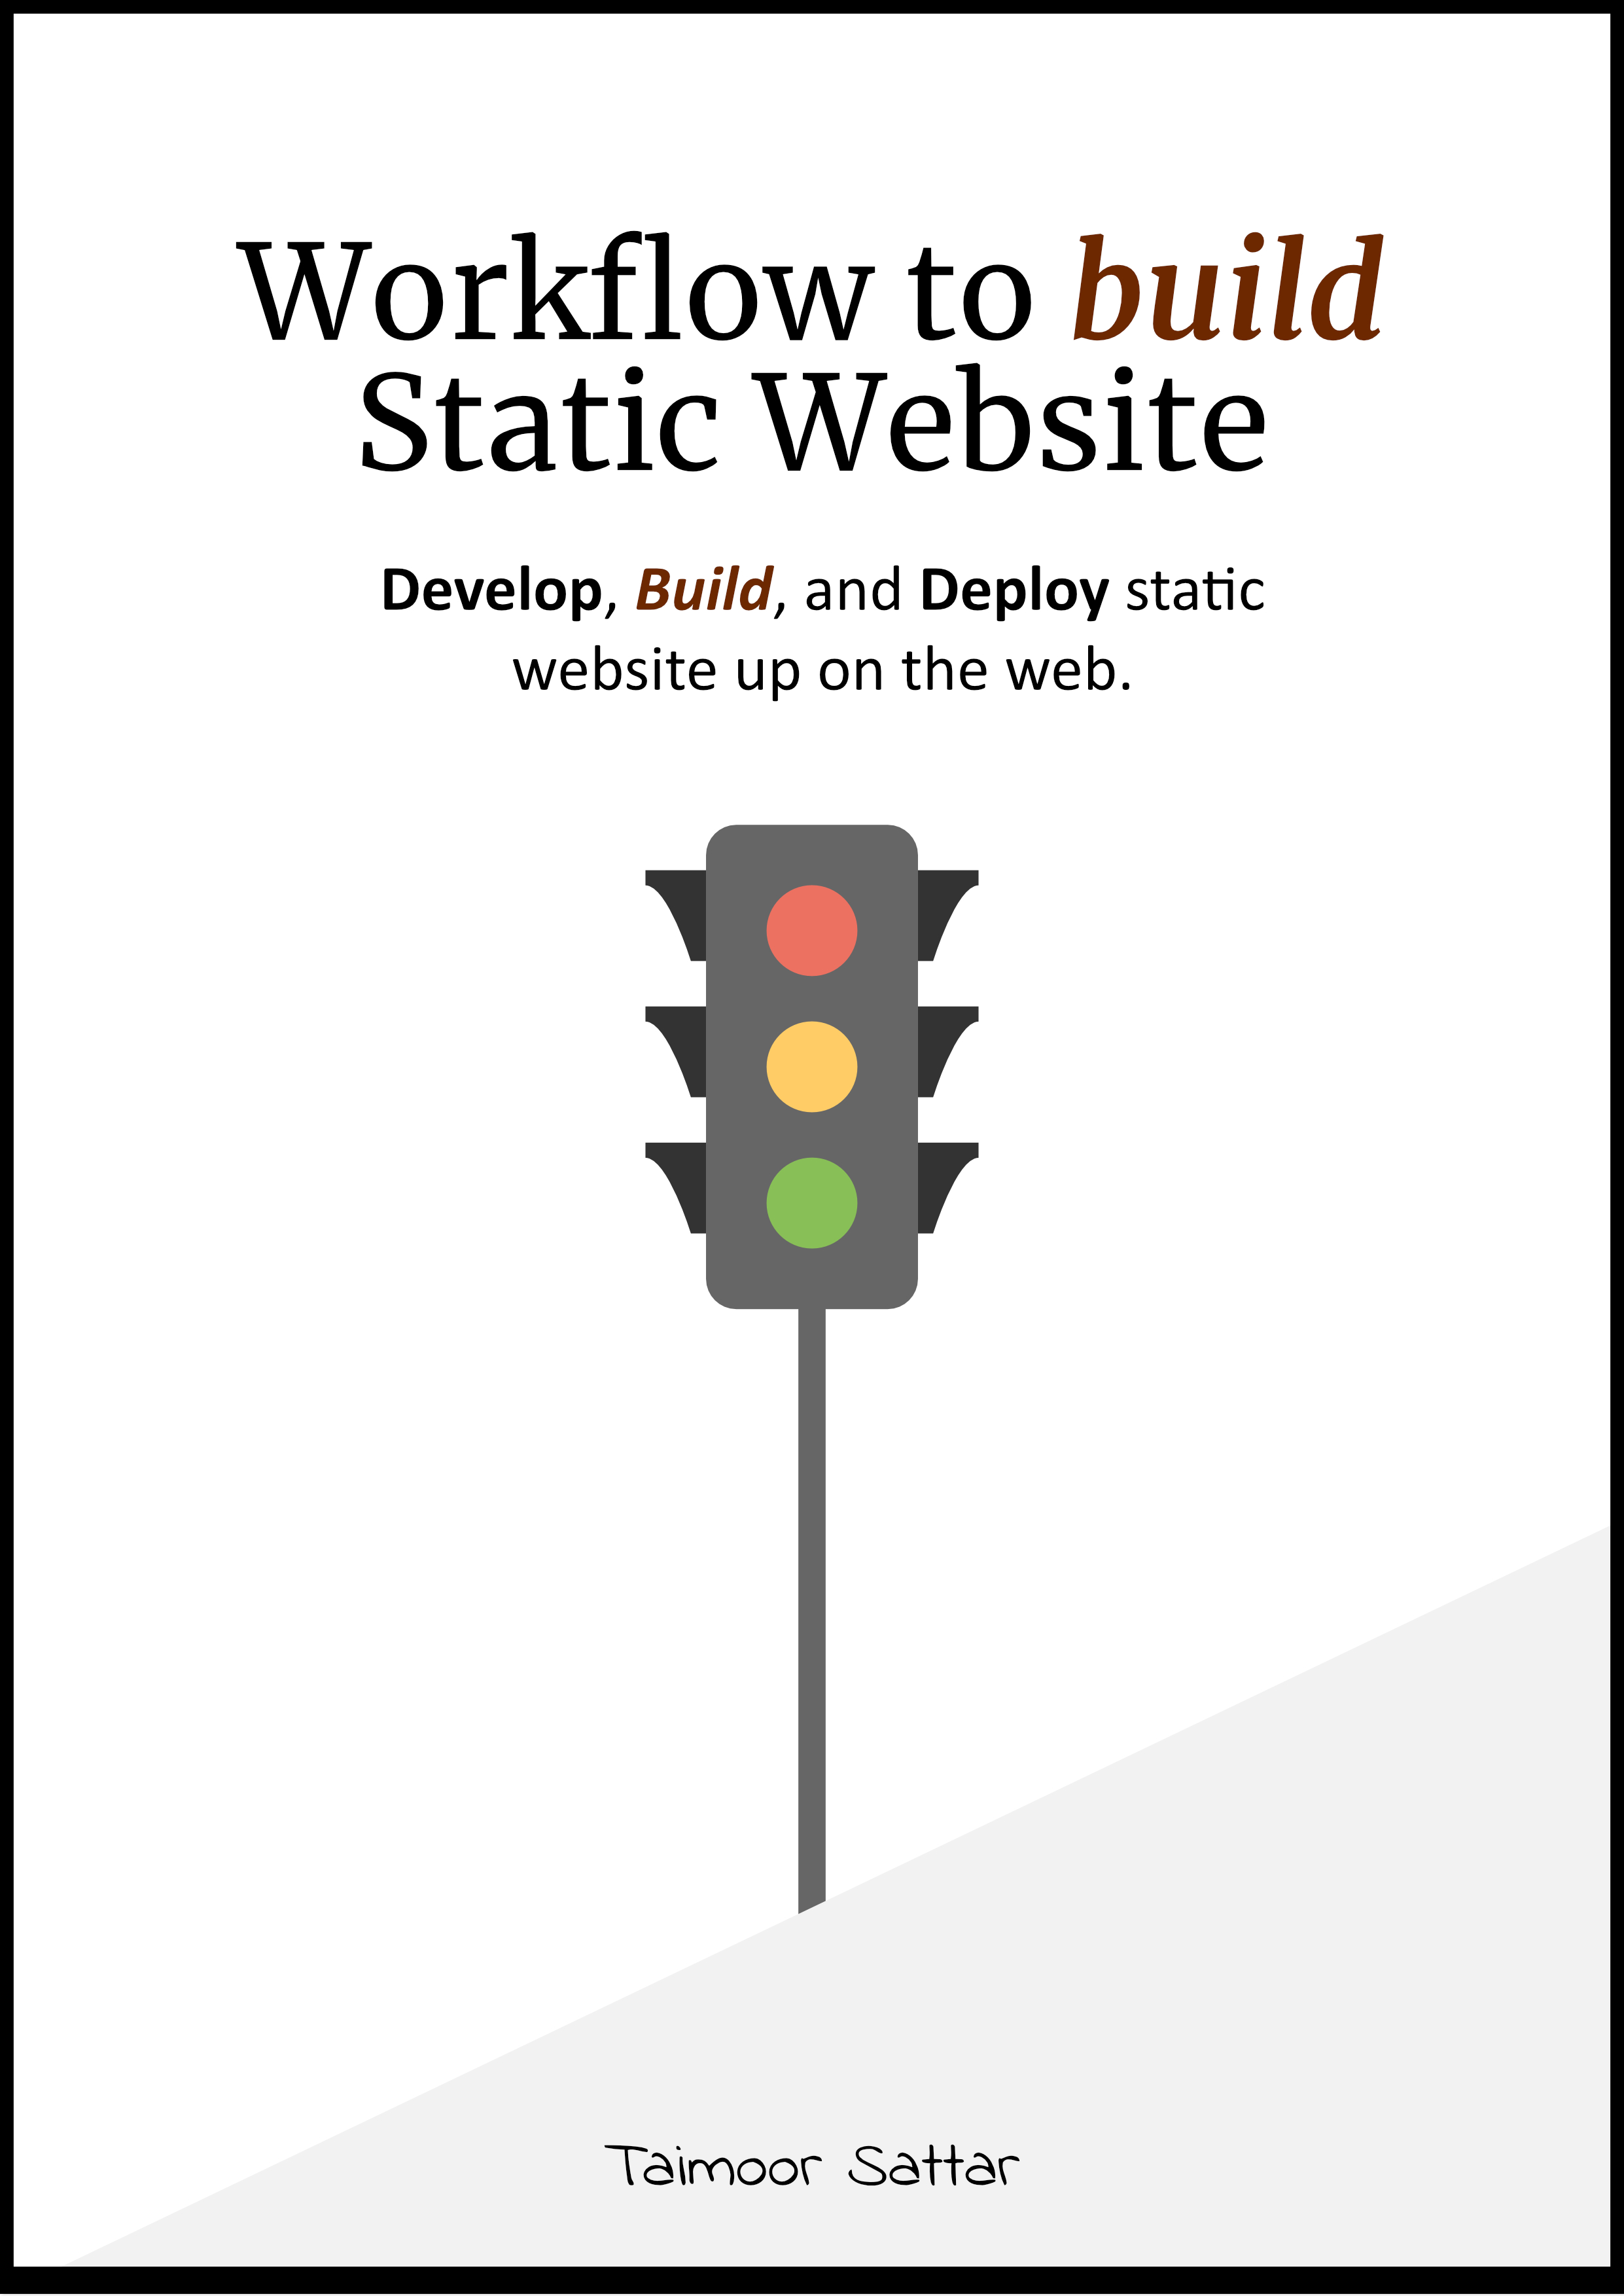 Workflow to build
Static Website
Develop, Build, and Deploy static
website up on the web.
Taimoor Sattar